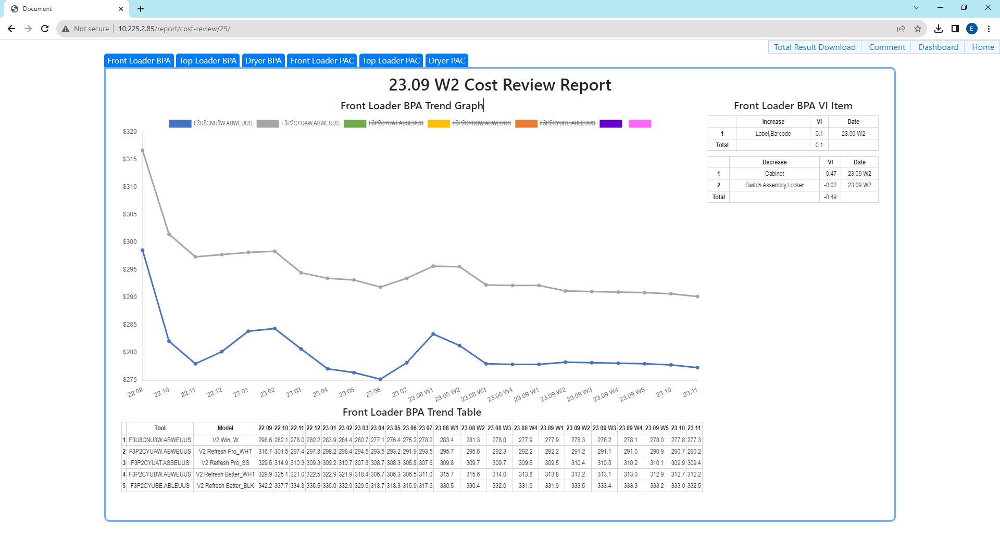 Document
Not secure 10.225.2.85/report/cost-review/29/
E
Total Result Download Comment Dashboard Home
Front Loader BPA Top Loader BPA Dryer BPA Front Loader PAC Top Loader PAC Dryer PAC
23.09 W2 Cost Review Report
Front Loader BPA Trend Graph
F3U8CNU3W.ABWEUUS F3P2CYUAW.ABWEUUS F3P2CYUAT.ASSEUUS F3P2CYUBW.ABWEUUS F3P2CYUBE.ABLEUUS
$320
$315
$310
$305
$300
$295
$290
$285
$280
$275
22.09 22.10 22.11 22.12 23.01 23.02 23.03 23.04 23.05 23.06 23.07 23.08 W1 23.08 W2 23.08 W3 23.08 W4 23.09 W1 23.09 W2 23.09 W3 23.09 W4 23.09 W5 23.10 23.11
Front Loader BPA VI Item
Increase VI Date
1 Label,Barcode 0.1 23.09 W2
Total 0.1
Decrease VI Date
1 Cabinet -0.47 23.09 W2
2 Switch Assembly,Locker -0.02 23.09 W2
Total -0.49
Front Loader BPA Trend Table
Tool Model 22.09 22.10 22.11 22.12 23.01 23.02 23.03 23.04 23.05 23.06 23.07 23.08 W1 23.08 W2 23.08 W3 23.08 W4 23.09 W1 23.09 W2 23.09 W3 23.09 W4 23.09 W5 23.10 23.11
1 F3U8CNU3W.ABWEUUS V2 Win_W 298.6 282.1 278.0 280.2 283.9 284.4 280.7 277.1 276.4 275.2 278.2 283.4 281.3 278.0 277.9 277.9 278.3 278.2 278.1 278.0 277.8 277.3
2 F3P2CYUAW.ABWEUUS V2 Refresh Pro_WHT 316.7 301.5 297.4 297.8 298.2 298.4 294.5 293.5 293.2 291.9 293.5 295.7 295.6 292.3 292.2 292.2 291.2 291.1 291.0 290.9 290.7 290.2
3 F3P2CYUAT.ASSEUUS V2 Refresh Pro_SS 329.5 314.9 310.3 309.3 309.2 310.7 307.8 308.7 308.3 305.8 307.6 309.8 309.7 309.7 309.5 309.5 310.4 310.3 310.2 310.1 309.9 309.4
4 F3P2CYUBW.ABWEUUS V2 Refresh Better_WHT 329.9 325.1 321.0 322.5 322.9 321.9 318.4 306.7 306.3 306.5 311.0 315.7 315.6 314.0 313.8 313.8 313.2 313.1 313.0 312.9 312.7 312.2
5 F3P2CYUBE.ABLEUUS V2 Refresh Better_BLK 342.2 337.7 334.8 335.5 336.0 332.9 329.5 318.7 318.3 315.9 317.6 330.5 330.4 332.0 331.9 331.9 333.5 333.4 333.3 333.2 333.0 332.5